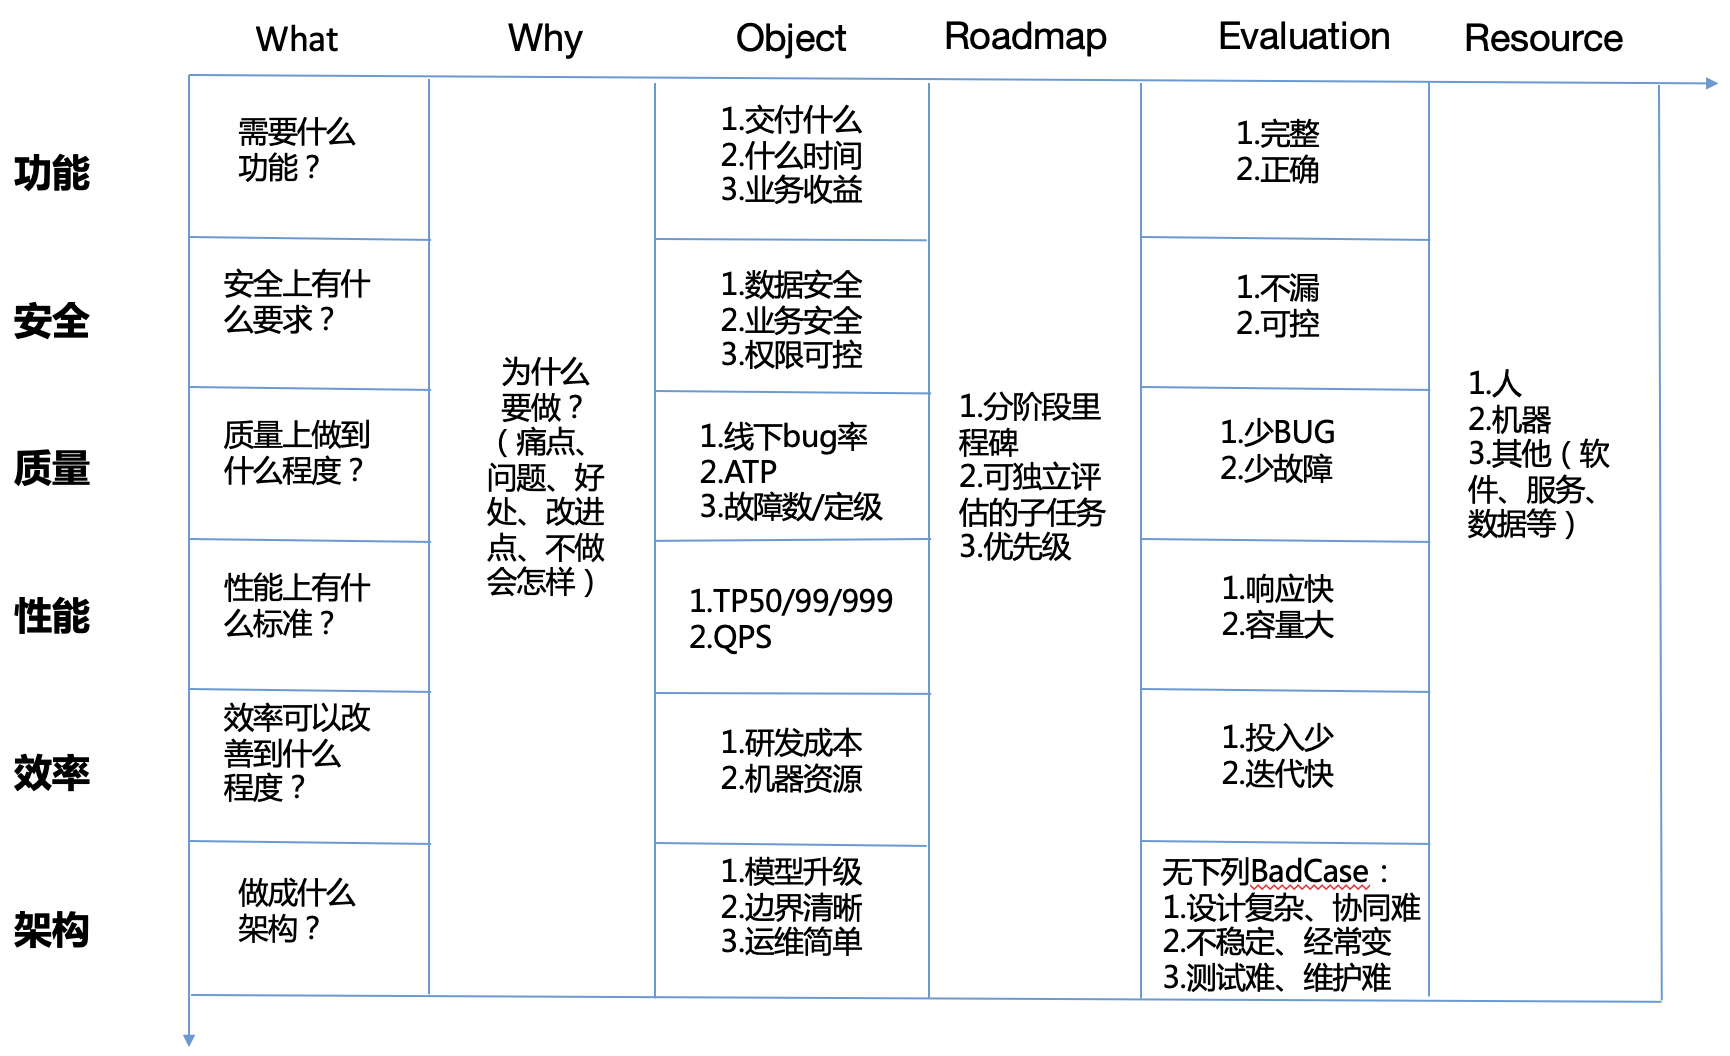 What
Why
Object
Roadmap
Evaluation
Resource
功能
需要什么
功能？
1.交付什么
2.什么时间
3.业务收益
1.完整
2.正确
安全
安全上有什
么要求？
1.数据安全
2.业务安全
3.权限可控
1.不漏
2.可控
质量
质量上做到
什么程度？
为什么
要做？
（痛点、
问题、好
处、改进
点、不做
会怎样）
1.线下bug率
2.ATP
3.故障数/定级
1.分阶段里
程碑
2.可独立评
估的子任务
3.优先级
1.少BUG
2.少故障
1.人
2.机器
3.其他（软
件、服务、
数据等）
性能
性能上有什
么标准？
1.TP50/99/999
2.QPS
1.响应快
2.容量大
效率
效率可以改
善到什么
程度？
1.研发成本
2.机器资源
1.投入少
2.迭代快
架构
做成什么
架构？
1.模型升级
2.边界清晰
3.运维简单
无下列BadCase：
1.设计复杂、协同难
2.不稳定、经常变
3.测试难、维护难